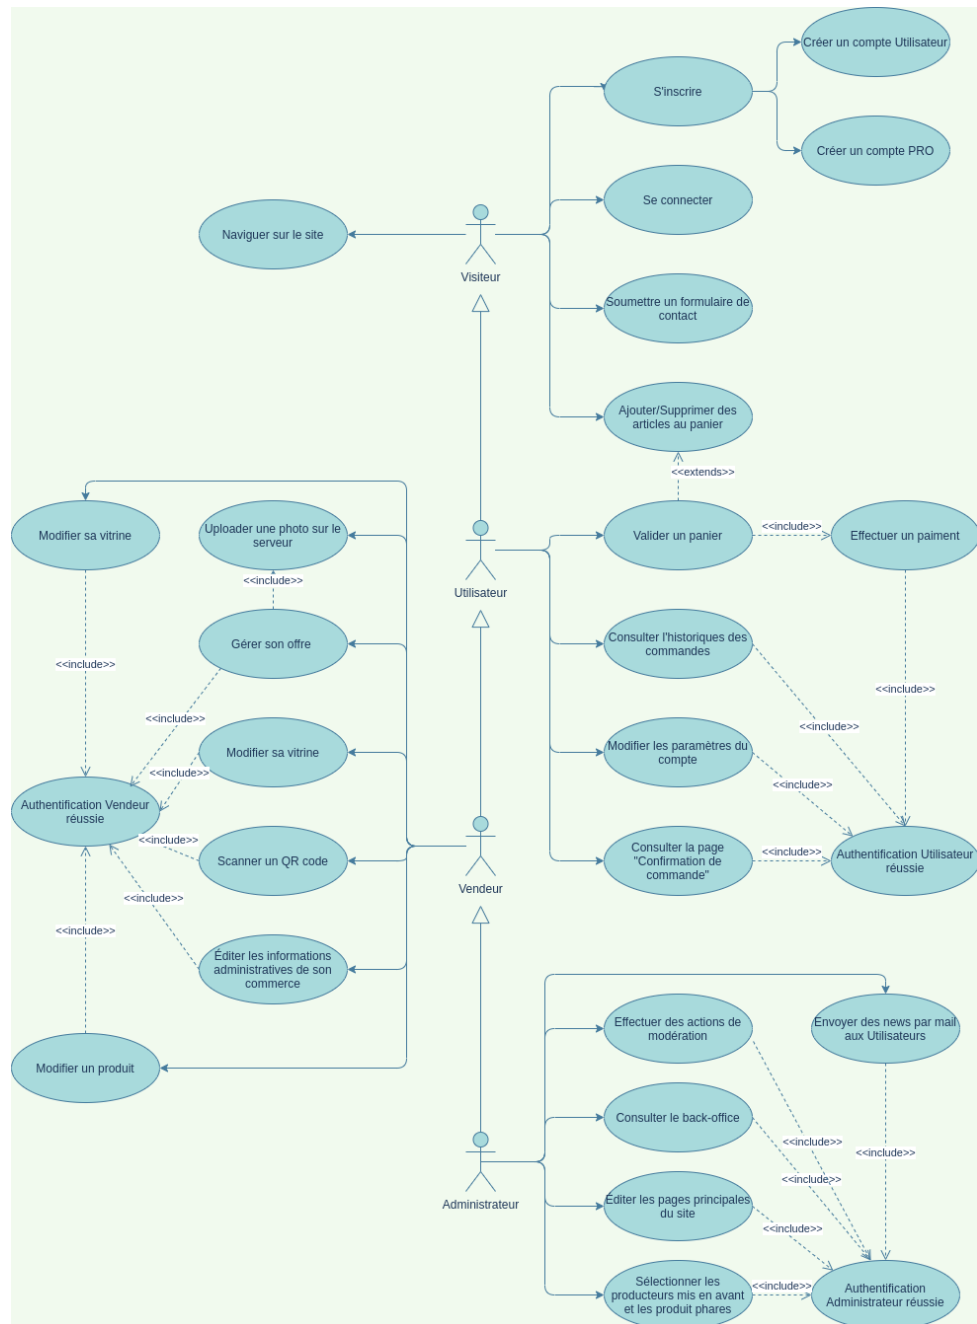 Créer un compte Utilisateur
S'inscrire
Créer un compte PRO
Se connecter
Naviguer sur le site
Visiteur
Soumettre un formulaire de
contact
Ajouter/Supprimer des
articles au panier
<<extends>>
Modifier sa vitrine
Uploader une photo sur le
serveur
<<include>>
Utilisateur
Valider un panier
<<include>>
Effectuer un paiment
Gérer son offre
Consulter l'historiques des
commandes
<<include>>
<<include>>
<<include>>
<<include>>
Modifier sa vitrine
<<include>>
Modifier les paramètres du
compte
<<include>>
Authentification Vendeur
réussie
<<include>>
Scanner un QR code
Vendeur
Consulter la page
"Confirmation de
commande"
<<include>>
Authentification Utilisateur
réussie
<<include>>
<<include>>
Éditer les informations
administratives de son
commerce
Modifier un produit
Effectuer des actions de
modération
Envoyer des news par mail
aux Utilisateurs
Consulter le back-office
<<include>>
<<include>>
<<include>>
Administrateur
Éditer les pages principales
du site
<<include>>
Sélectionner les
producteurs mis en avant
et les produit phares
<<include>>
Authentification
Administrateur réussie